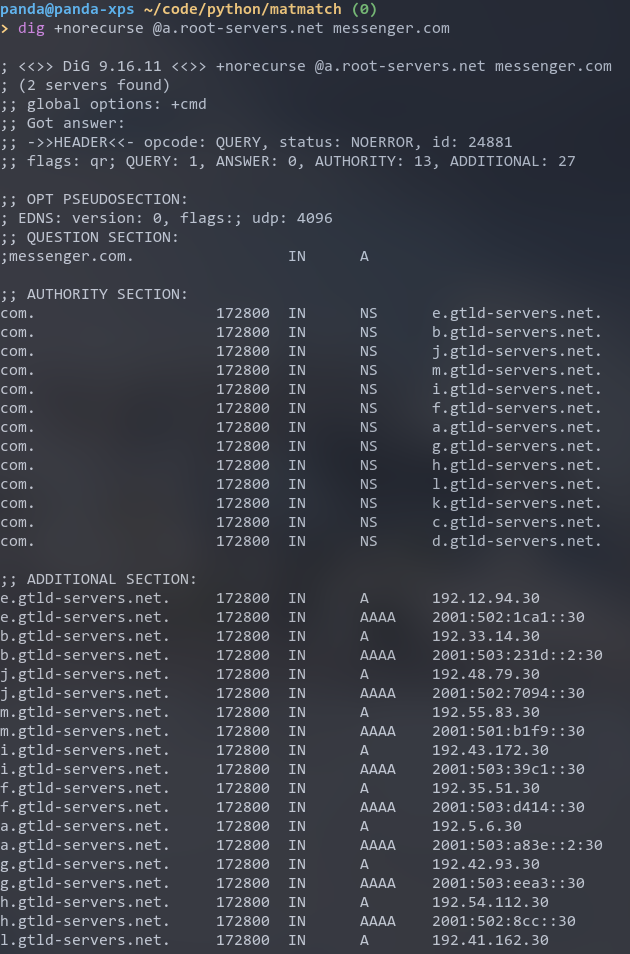 panda@panda-xps ~/code/python/matmatch (0)
> dig +norecurse @a.root-servers.net messenger.com

; <<>> DiG 9.16.11 <<>> +norecurse @a.root-servers.net messenger.com
; (2 servers found)
;; global options: +cmd
;; Got answer:
;; ->>HEADER<<- opcode: QUERY, status: NOERROR, id: 24881
;; flags: qr; QUERY: 1, ANSWER: 0, AUTHORITY: 13, ADDITIONAL: 27

;; OPT PSEUDOSECTION:
; EDNS: version: 0, flags:; udp: 4096
;; QUESTION SECTION:
;messenger.com. IN A

;; AUTHORITY SECTION:
com. 172800 IN NS e.gtld-servers.net.
com. 172800 IN NS b.gtld-servers.net.
com. 172800 IN NS j.gtld-servers.net.
com. 172800 IN NS m.gtld-servers.net.
com. 172800 IN NS i.gtld-servers.net.
com. 172800 IN NS f.gtld-servers.net.
com. 172800 IN NS a.gtld-servers.net.
com. 172800 IN NS g.gtld-servers.net.
com. 172800 IN NS h.gtld-servers.net.
com. 172800 IN NS l.gtld-servers.net.
com. 172800 IN NS k.gtld-servers.net.
com. 172800 IN NS c.gtld-servers.net.
com. 172800 IN NS d.gtld-servers.net.

;; ADDITIONAL SECTION:
e.gtld-servers.net. 172800 IN A 192.12.94.30
e.gtld-servers.net. 172800 IN AAAA 2001:502:1ca1::30
b.gtld-servers.net. 172800 IN A 192.33.14.30
b.gtld-servers.net. 172800 IN AAAA 2001:503:231d::2:30
j.gtld-servers.net. 172800 IN A 192.48.79.30
j.gtld-servers.net. 172800 IN AAAA 2001:502:7094::30
m.gtld-servers.net. 172800 IN A 192.55.83.30
m.gtld-servers.net. 172800 IN AAAA 2001:501:b1f9::30
i.gtld-servers.net. 172800 IN A 192.43.172.30
i.gtld-servers.net. 172800 IN AAAA 2001:503:39c1::30
f.gtld-servers.net. 172800 IN A 192.35.51.30
f.gtld-servers.net. 172800 IN AAAA 2001:503:d414::30
a.gtld-servers.net. 172800 IN A 192.5.6.30
a.gtld-servers.net. 172800 IN AAAA 2001:503:a83e::2:30
g.gtld-servers.net. 172800 IN A 192.42.93.30
g.gtld-servers.net. 172800 IN AAAA 2001:503:eea3::30
h.gtld-servers.net. 172800 IN A 192.54.112.30
h.gtld-servers.net. 172800 IN AAAA 2001:502:8cc::30
l.gtld-servers.net. 172800 IN A 192.41.162.30